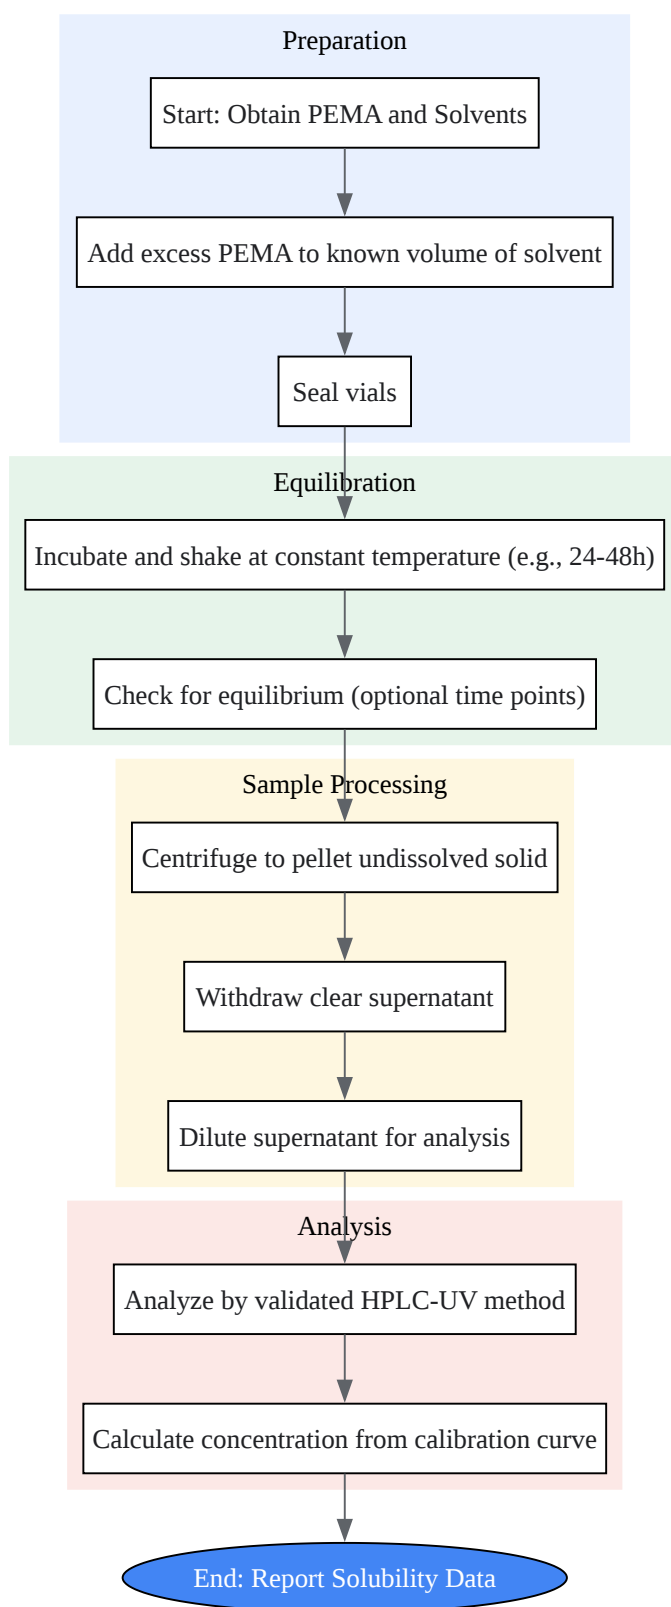 Preparation
Start: Obtain PEMA and Solvents
Add excess PEMA to known volume of solvent
Seal vials
Equilibration
Incubate and shake at constant temperature (e.g., 24-48h)
Check for equilibrium (optional time points)
Sample Processing
Centrifuge to pellet undissolved solid
Withdraw clear supernatant
Dilute supernatant for analysis
Analysis
Analyze by validated HPLC-UV method
Calculate concentration from calibration curve
End: Report Solubility Data